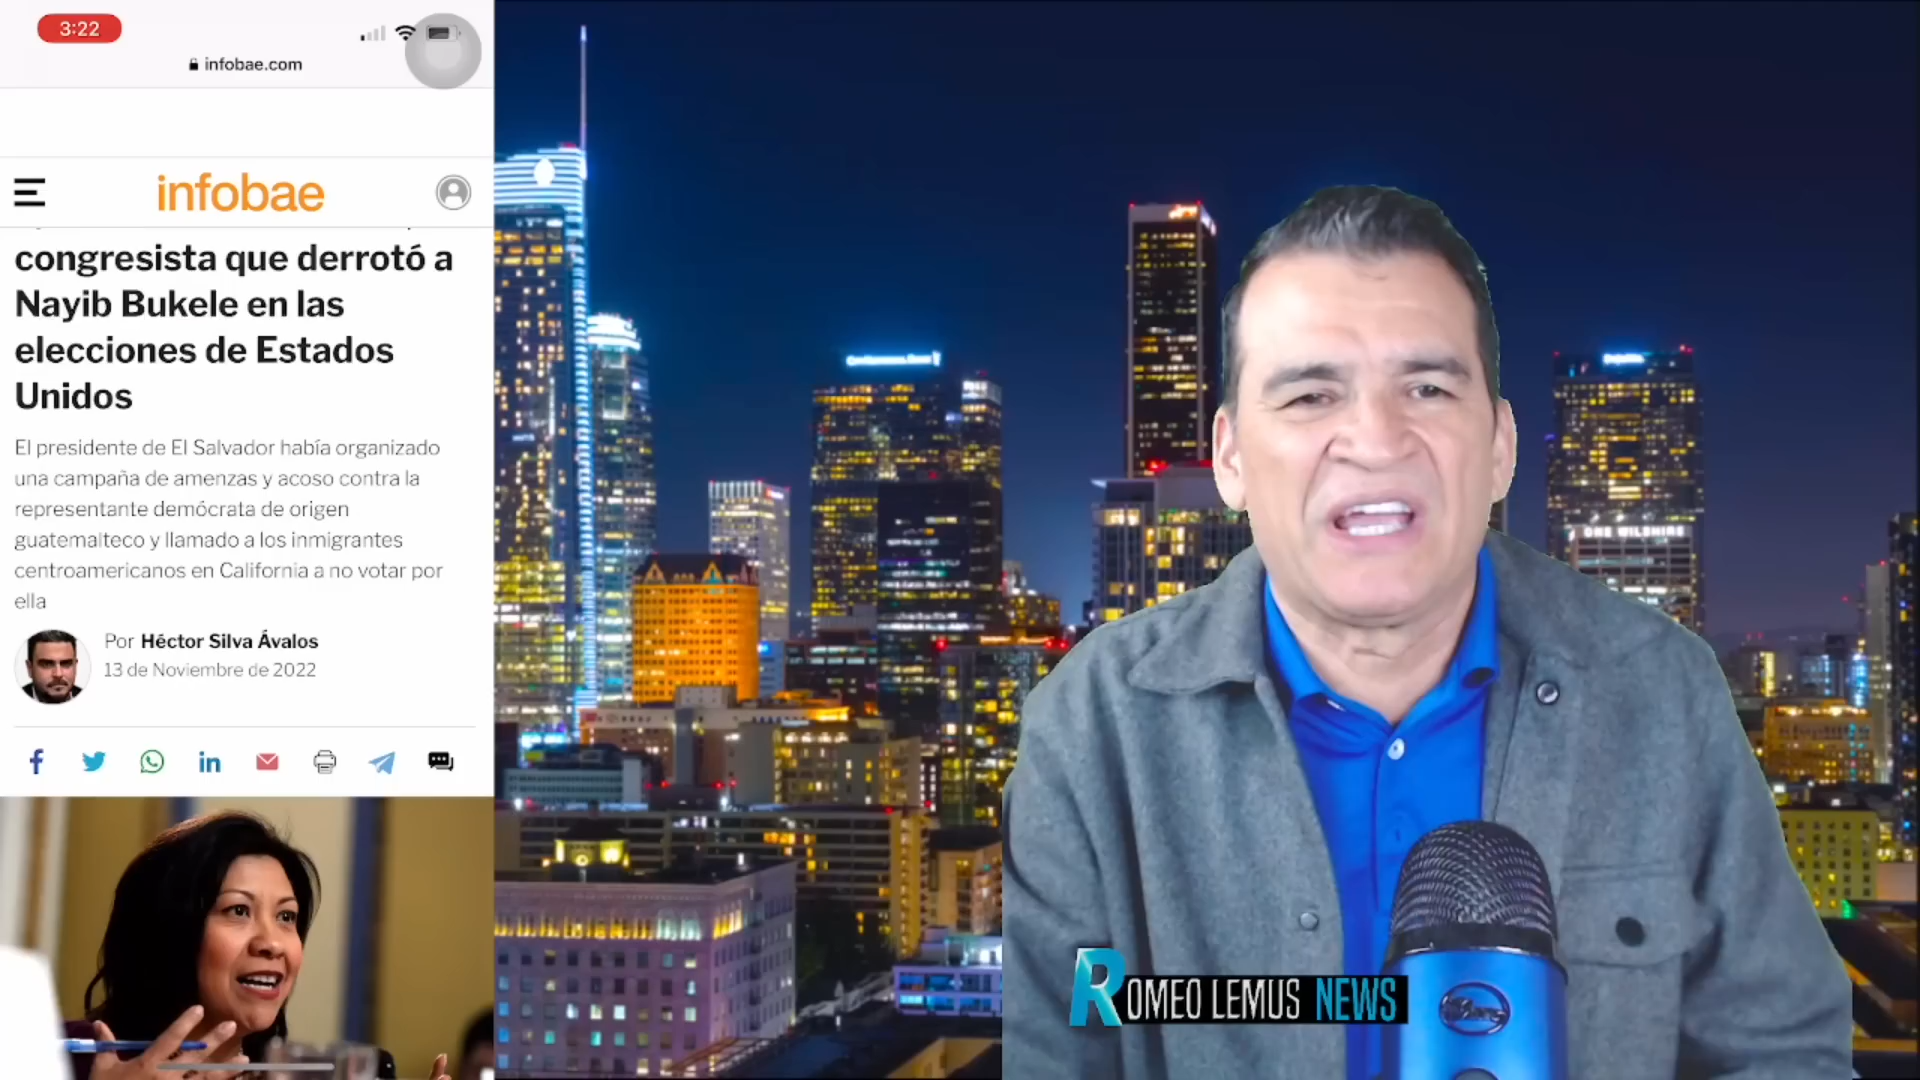 3:22
infobae.com
infobae
congresista que derrotó a
Nayib Bukele en las
elecciones de Estados
Unidos
El presidente de El Salvador había organizado
una campaña de amenzas y acoso contra la
representante demócrata de origen
guatemalteco y llamado a los inmigrantes
centroamericanos en California a no votar por
ella
Por Héctor Silva Ávalos
13 de Noviembre de 2022
ROMEO LEMUS NEWS
ONE WILSHIRE
Deloitte